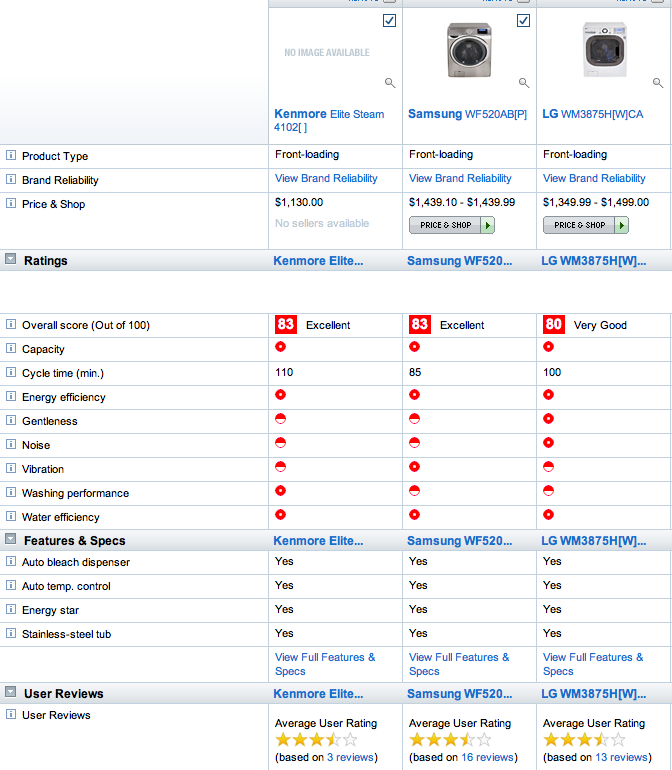 NO IMAGE AVAILABLE
Kenmore Elite Steam 4102[ ] Samsung WF520AB[P] LG WM3875H[W]CA
Product Type Front-loading Front-loading Front-loading
Brand Reliability View Brand Reliability View Brand Reliability View Brand Reliability
Price & Shop $1,130.00 $1,439.10 - $1,439.99 $1,349.99 - $1,499.00
No sellers available PRICE & SHOP PRICE & SHOP
Ratings Kenmore Elite... Samsung WF520... LG WM3875H[W]...
Overall score (Out of 100) 83 Excellent 83 Excellent 80 Very Good
Capacity
Cycle time (min.) 110 85 100
Energy efficiency
Gentleness
Noise
Vibration
Washing performance
Water efficiency
Features & Specs Kenmore Elite... Samsung WF520... LG WM3875H[W]...
Auto bleach dispenser Yes Yes Yes
Auto temp. control Yes Yes Yes
Energy star Yes Yes Yes
Stainless-steel tub Yes Yes Yes
View Full Features & Specs View Full Features & Specs View Full Features & Specs
User Reviews Kenmore Elite... Samsung WF520... LG WM3875H[W]...
User Reviews Average User Rating Average User Rating Average User Rating
(based on 3 reviews) (based on 16 reviews) (based on 13 reviews)